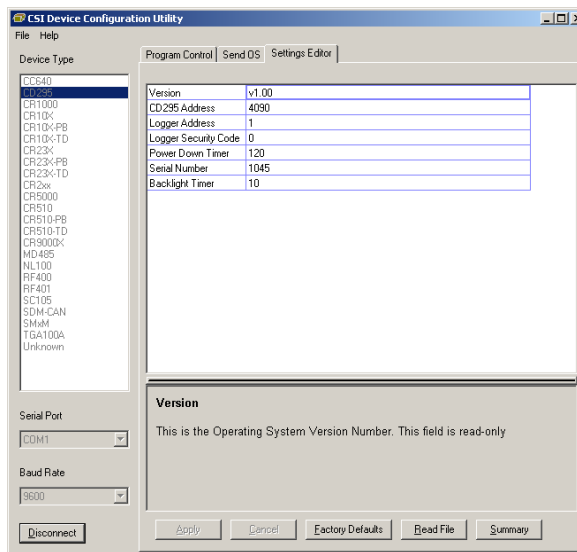 CSI Device Configuration Utility
File Help
Device Type
CC640
CD295
CR1000
CR10X
CR10X-PB
CR10X-TD
CR23X
CR23X-PB
CR23X-TD
CR2xx
CR5000
CR510
CR510-PB
CR510-TD
CR9000X
MD485
NL100
RF400
RF401
SC105
SDM-CAN
SMxM
TGA100A
Unknown
Serial Port
COM1
Baud Rate
9600
Disconnect
Program Control Send OS Settings Editor
Version v1.00
CD295 Address 4090
Logger Address 1
Logger Security Code 0
Power Down Timer 120
Serial Number 1045
Backlight Timer 10
Version
This is the Operating System Version Number. This field is read-only
Apply Cancel Factory Defaults Read File Summary